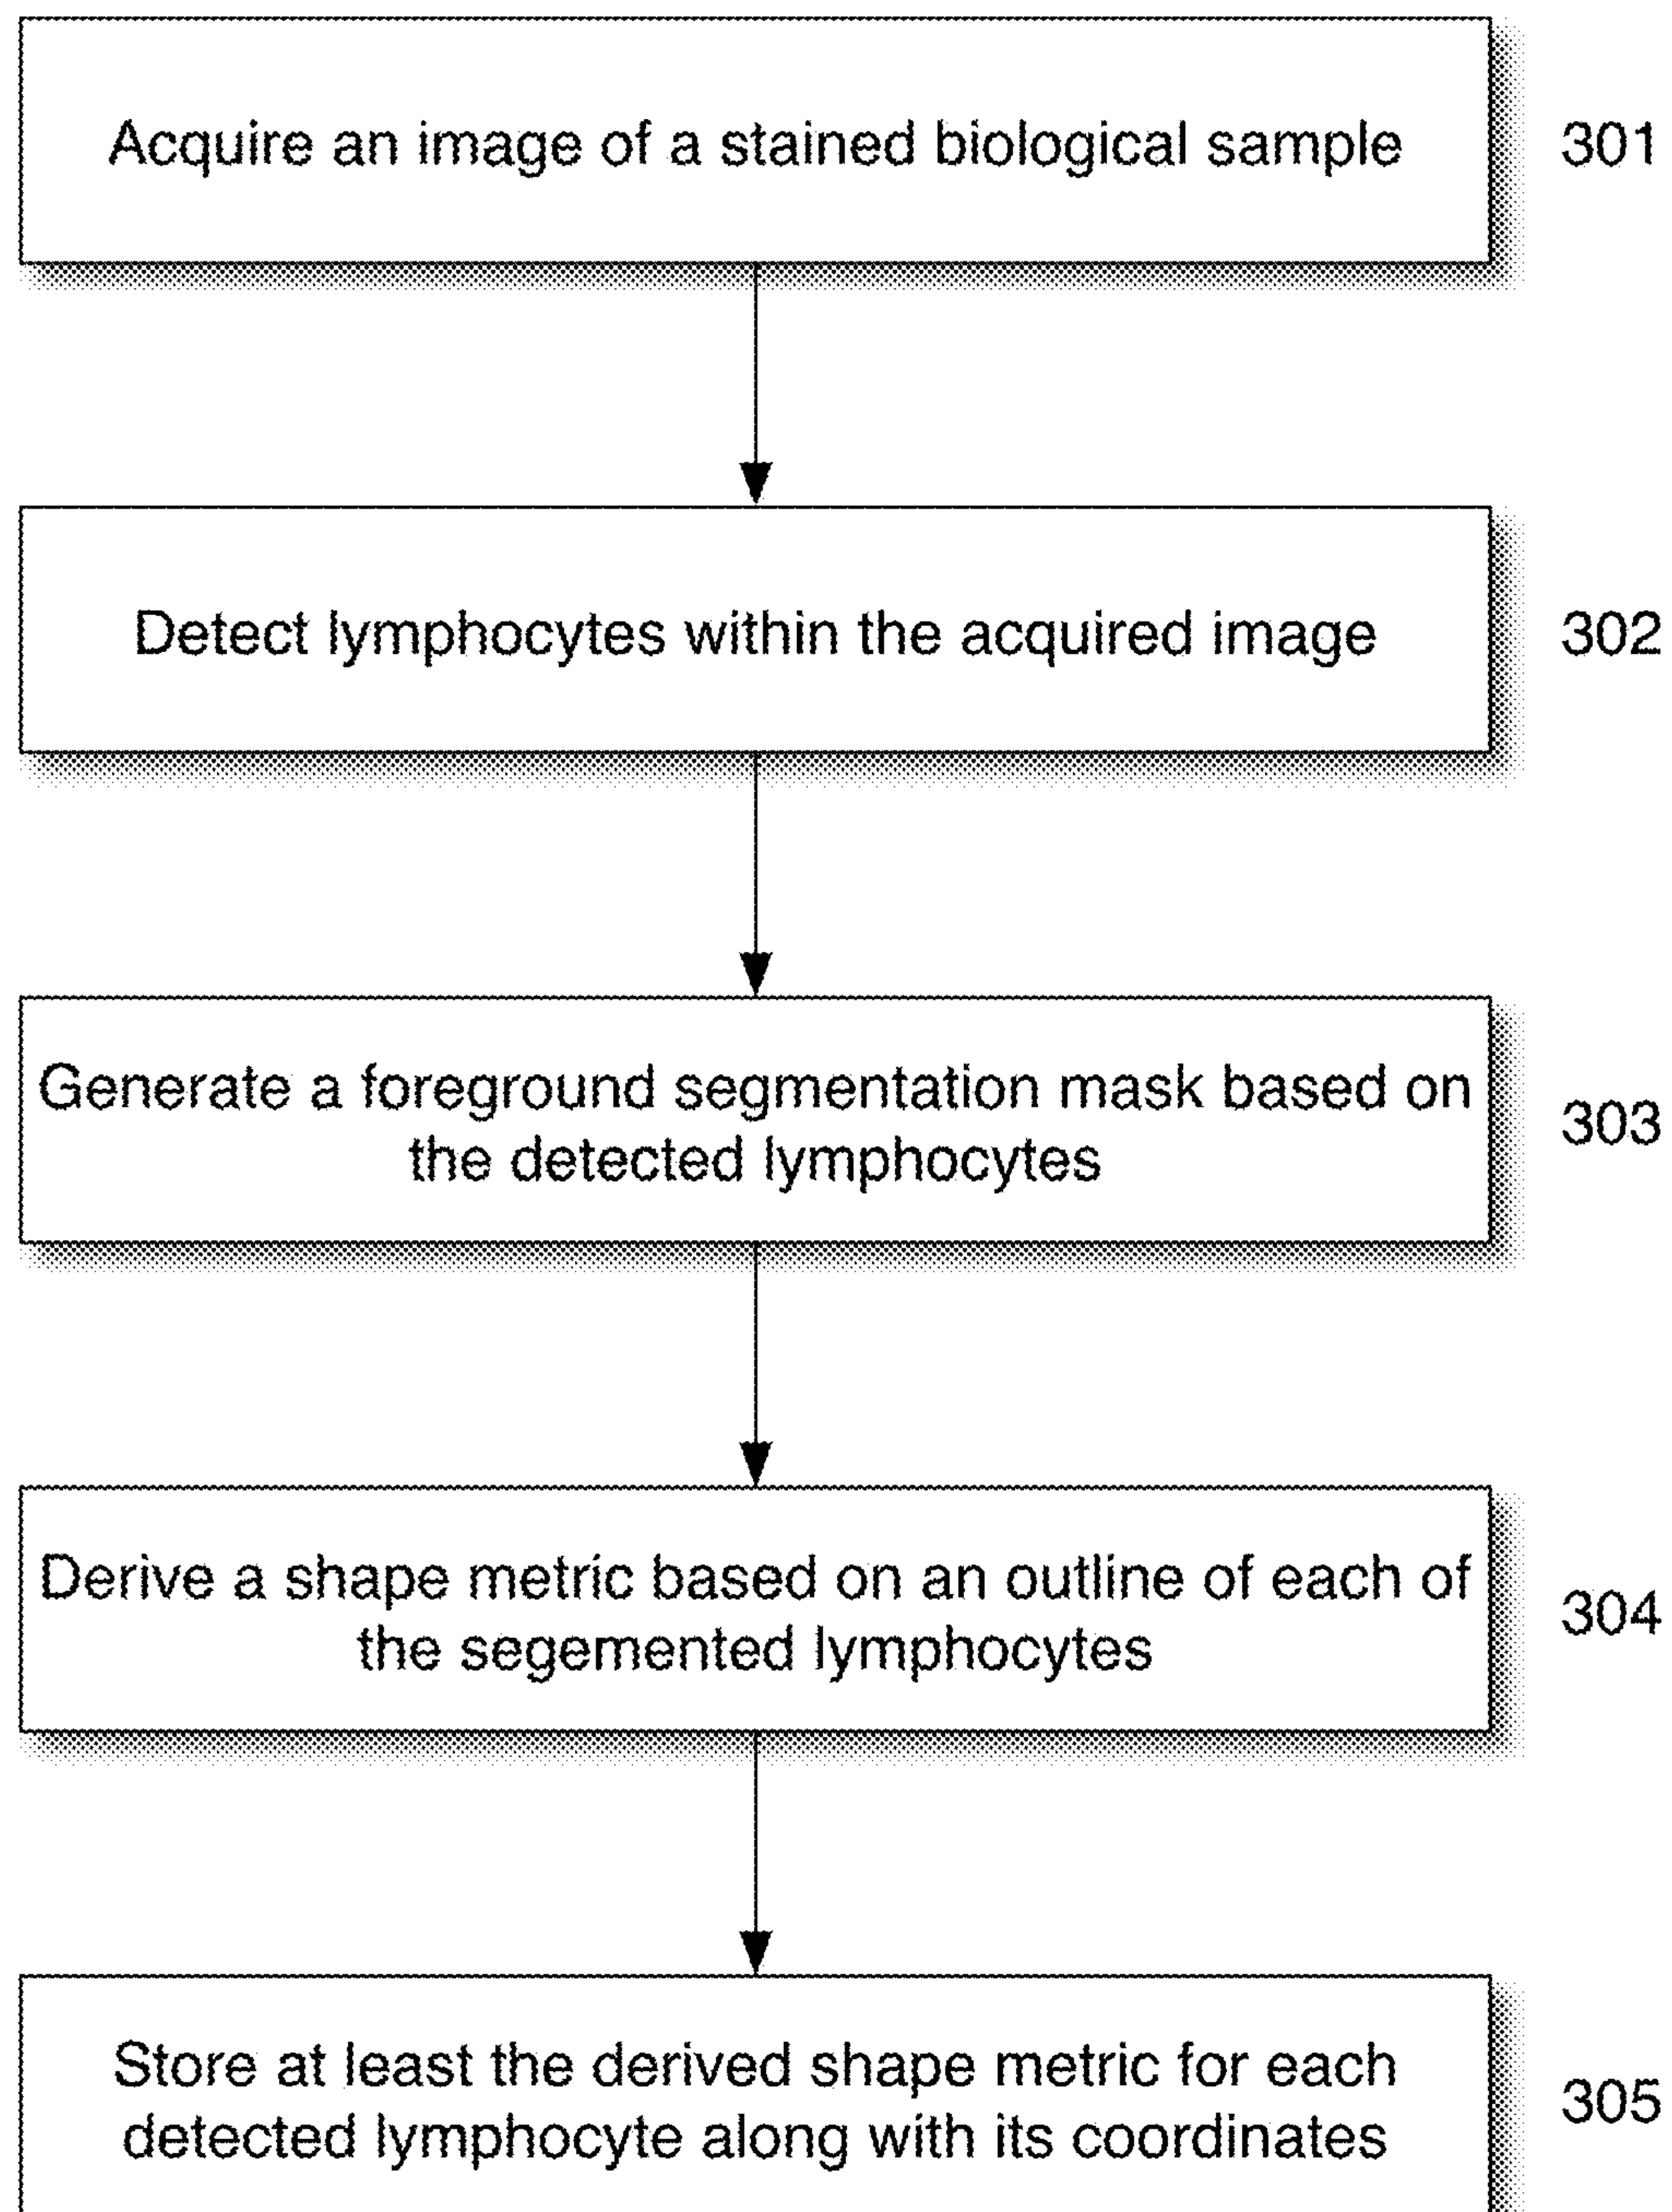 Acquire an image of a stained biological sample
301
Detect lymphocytes within the acquired image
302
Generate a foreground segmentation mask based on
the detected lymphocytes
303
Derive a shape metric based on an outline of each of
the segemented lymphocytes
304
Store at least the derived shape metric for each
detected lymphocyte along with its coordinates
305